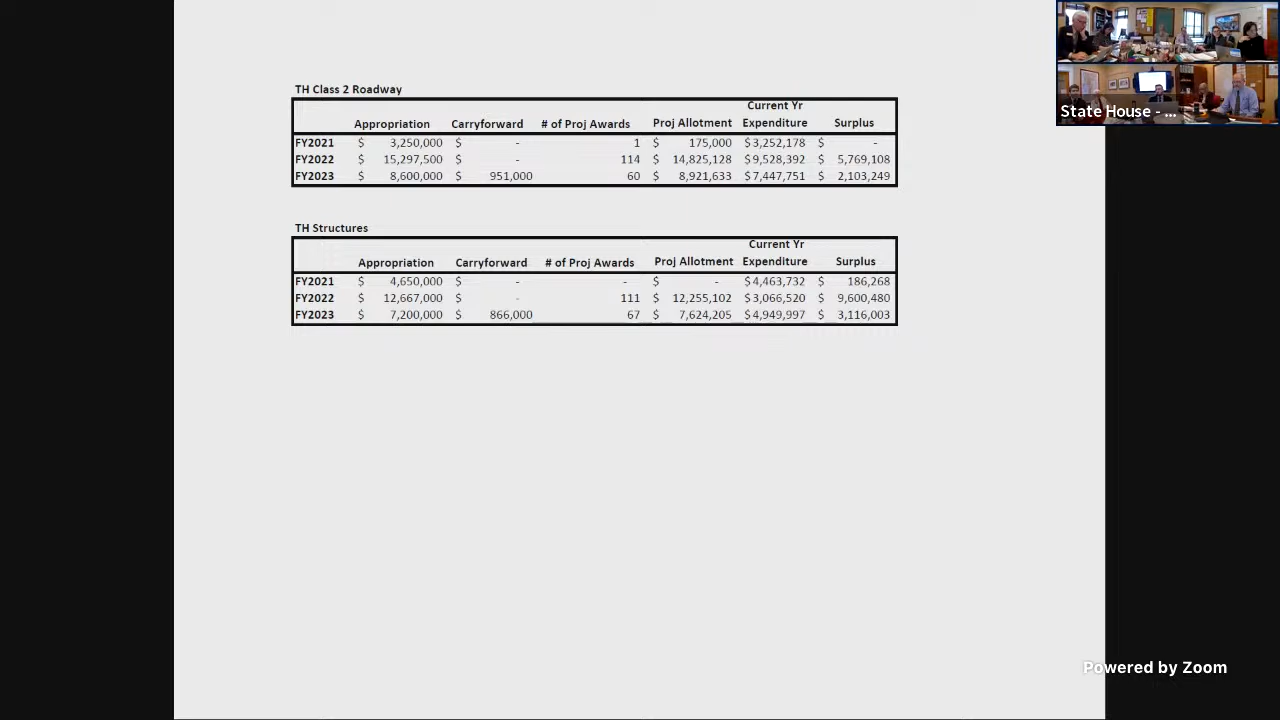 TH Class 2 Roadway
Current Yr
Appropriation Carryforward # of Proj Awards Proj Allotment Expenditure Surplus
FY2021 $ 3,250,000 $ - 1 $ 175,000 $3,252,178 $ -
FY2022 $ 15,297,500 $ - 114 $ 14,825,128 $9,528,392 $ 5,769,108
FY2023 $ 8,600,000 $ 951,000 60 $ 8,921,633 $7,447,751 $ 2,103,249
TH Structures
Current Yr
Appropriation Carryforward # of Proj Awards Proj Allotment Expenditure Surplus
FY2021 $ 4,650,000 $ - - $ - $4,463,732 $ 186,268
FY2022 $ 12,667,000 $ - 111 $ 12,255,102 $3,066,520 $ 9,600,480
FY2023 $ 7,200,000 $ 866,000 67 $ 7,624,205 $4,949,997 $ 3,116,003
State House - ...
Powered by Zoom